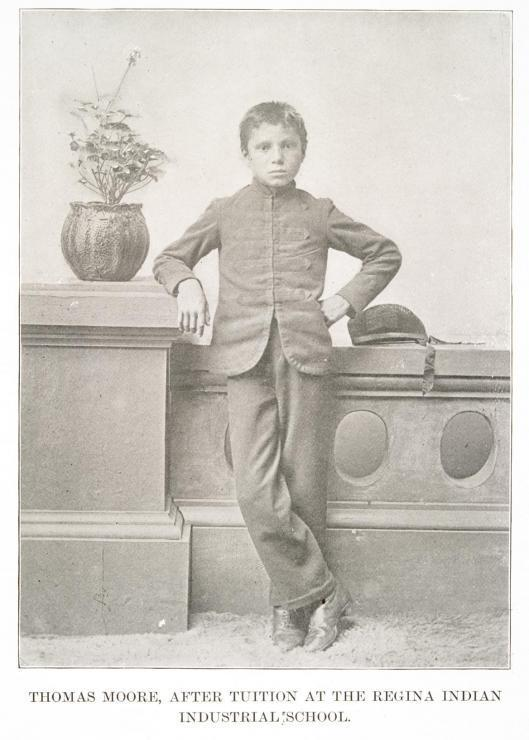 THOMAS MOORE, AFTER TUITION AT THE REGINA INDIAN
INDUSTRIAL SCHOOL.